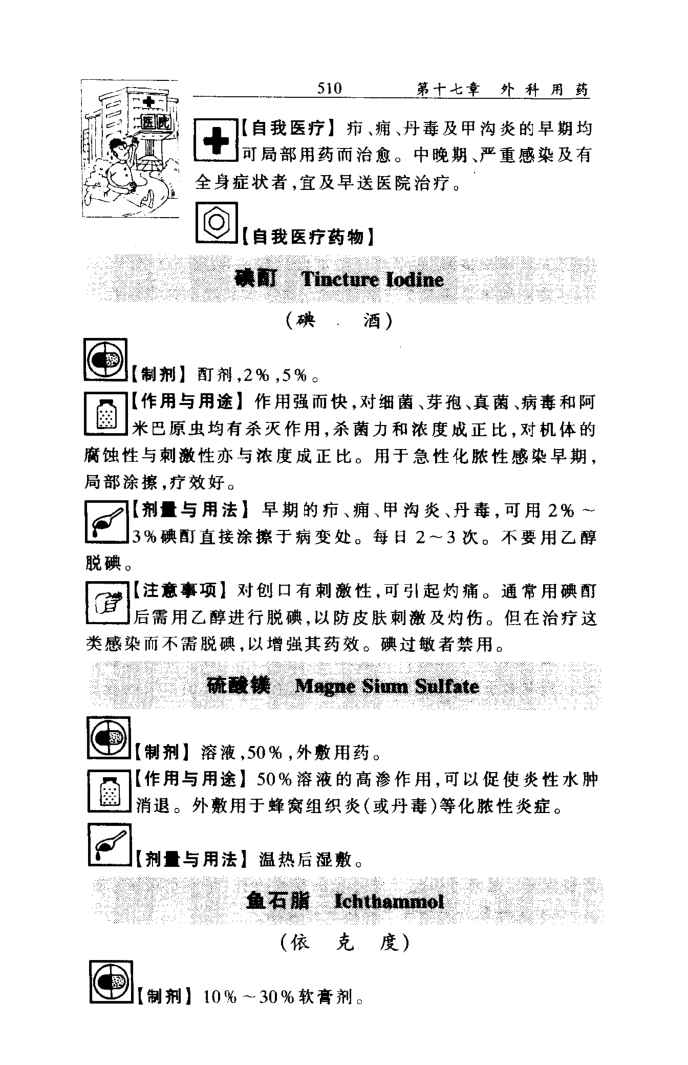 510 第十七章 外科用药
医院
【自我医疗】疖、痈、丹毒及甲沟炎的早期均
可局部用药而治愈。中晚期、严重感染及有
全身症状者,宜及早送医院治疗。
【自我医疗药物】
碘酊 Tincture Iodine
(碘 酒)
【制剂】酊剂,2%,5%。
【作用与用途】作用强而快,对细菌、芽孢、真菌、病毒和阿
米巴原虫均有杀灭作用,杀菌力和浓度成正比,对机体的
腐蚀性与刺激性亦与浓度成正比。用于急性化脓性感染早期,
局部涂擦,疗效好。
【剂量与用法】早期的疖、痈、甲沟炎、丹毒,可用2%~
3%碘酊直接涂擦于病变处。每日2~3次。不要用乙醇
脱碘。
【注意事项】对创口有刺激性,可引起灼痛。通常用碘酊
后需用乙醇进行脱碘,以防皮肤刺激及灼伤。但在治疗这
类感染而不需脱碘,以增强其药效。碘过敏者禁用。
硫酸镁 Magne Sium Sulfate
【制剂】溶液,50%,外敷用药。
【作用与用途】50%溶液的高渗作用,可以促使炎性水肿
消退。外敷用于蜂窝组织炎(或丹毒)等化脓性炎症。
【剂量与用法】温热后湿敷。
鱼石脂 Ichthammol
(依克度)
【制剂】10%~30%软膏剂。